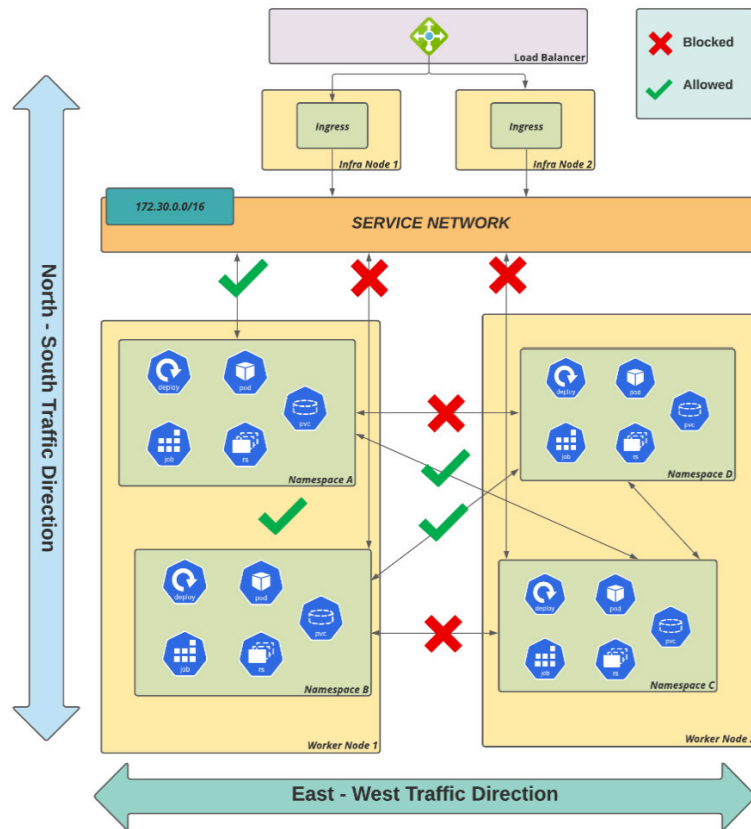 Blocked
Load Balancer
Allowed
Ingress
Ingress
Infra Node 1
Infra Node 2
172.30.0.0/16
SERVICE NETWORK
North - South Traffic Direction
deploy
pod
pvc
job
rs
Namespace A
deploy
pod
pvc
job
rs
Namespace D
deploy
pod
pvc
job
rs
Namespace B
deploy
pod
pvc
job
rs
Namespace C
Worker Node 1
Worker Node
East - West Traffic Direction